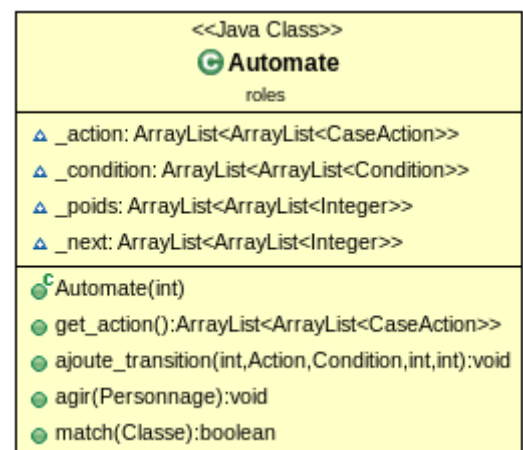 <<Java Class>>
Automate
roles
_action: ArrayList<ArrayList<CaseAction>>
_condition: ArrayList<ArrayList<Condition>>
_poids: ArrayList<ArrayList<Integer>>
_next: ArrayList<ArrayList<Integer>>
Automate(int)
get_action():ArrayList<ArrayList<CaseAction>>
ajoute_transition(int,Action,Condition,int,int):void
agir(Personnage):void
match(Classe):boolean